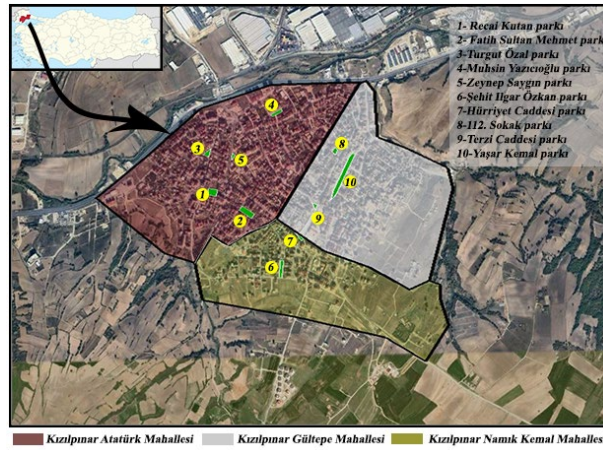 1- Recai Kutan parkı
2- Fatih Sultan Mehmet parkı
3-Turgut Özal parkı
4-Muhsin Yazıcıoğlu parkı
5-Zeynep Saygın parkı
6-Şehit Ilgar Özkan parkı
7-Hürriyet Caddesi parkı
8-112. Sokak parkı
9-Terzi Caddesi parkı
10-Yaşar Kemal parkı
4
3
5
8
10
1
2
9
7
6
Kızılpınar Atatürk Mahallesi
Kızılpınar Gültepe Mahallesi
Kızılpınar Namık Kemal Mahallesi